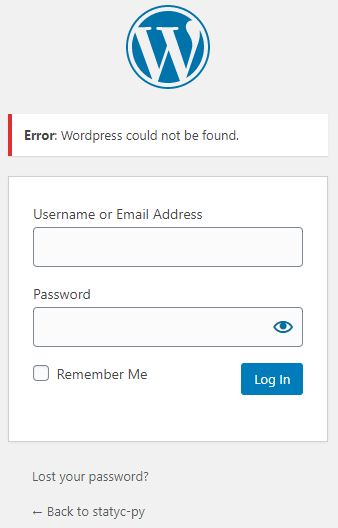 Error: Wordpress could not be found.
Username or Email Address
Password
Remember Me
Log In
Lost your password?
← Back to statyc-py